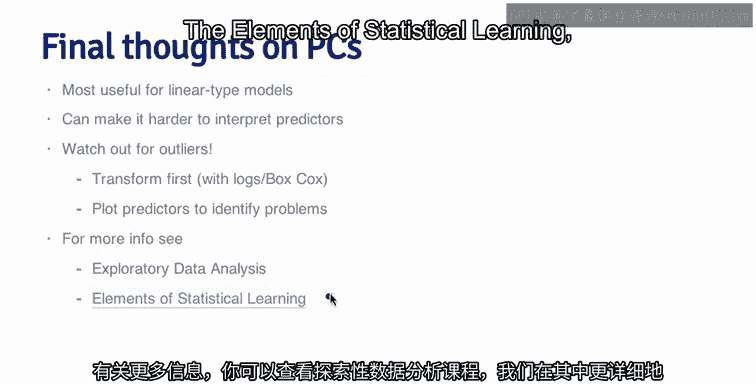 The Elements of Statistical Learning,
Final thoughts on PCs
· Most useful for linear-type models
· Can make it harder to interpret predictors
· Watch out for outliers!
- Transform first (with logs/Box Cox)
- Plot predictors to identify problems
· For more info see
- Exploratory Data Analysis
- Elements of Statistical Learning
有关更多信息，你可以查看探索性数据分析课程，我们在其中更详细地